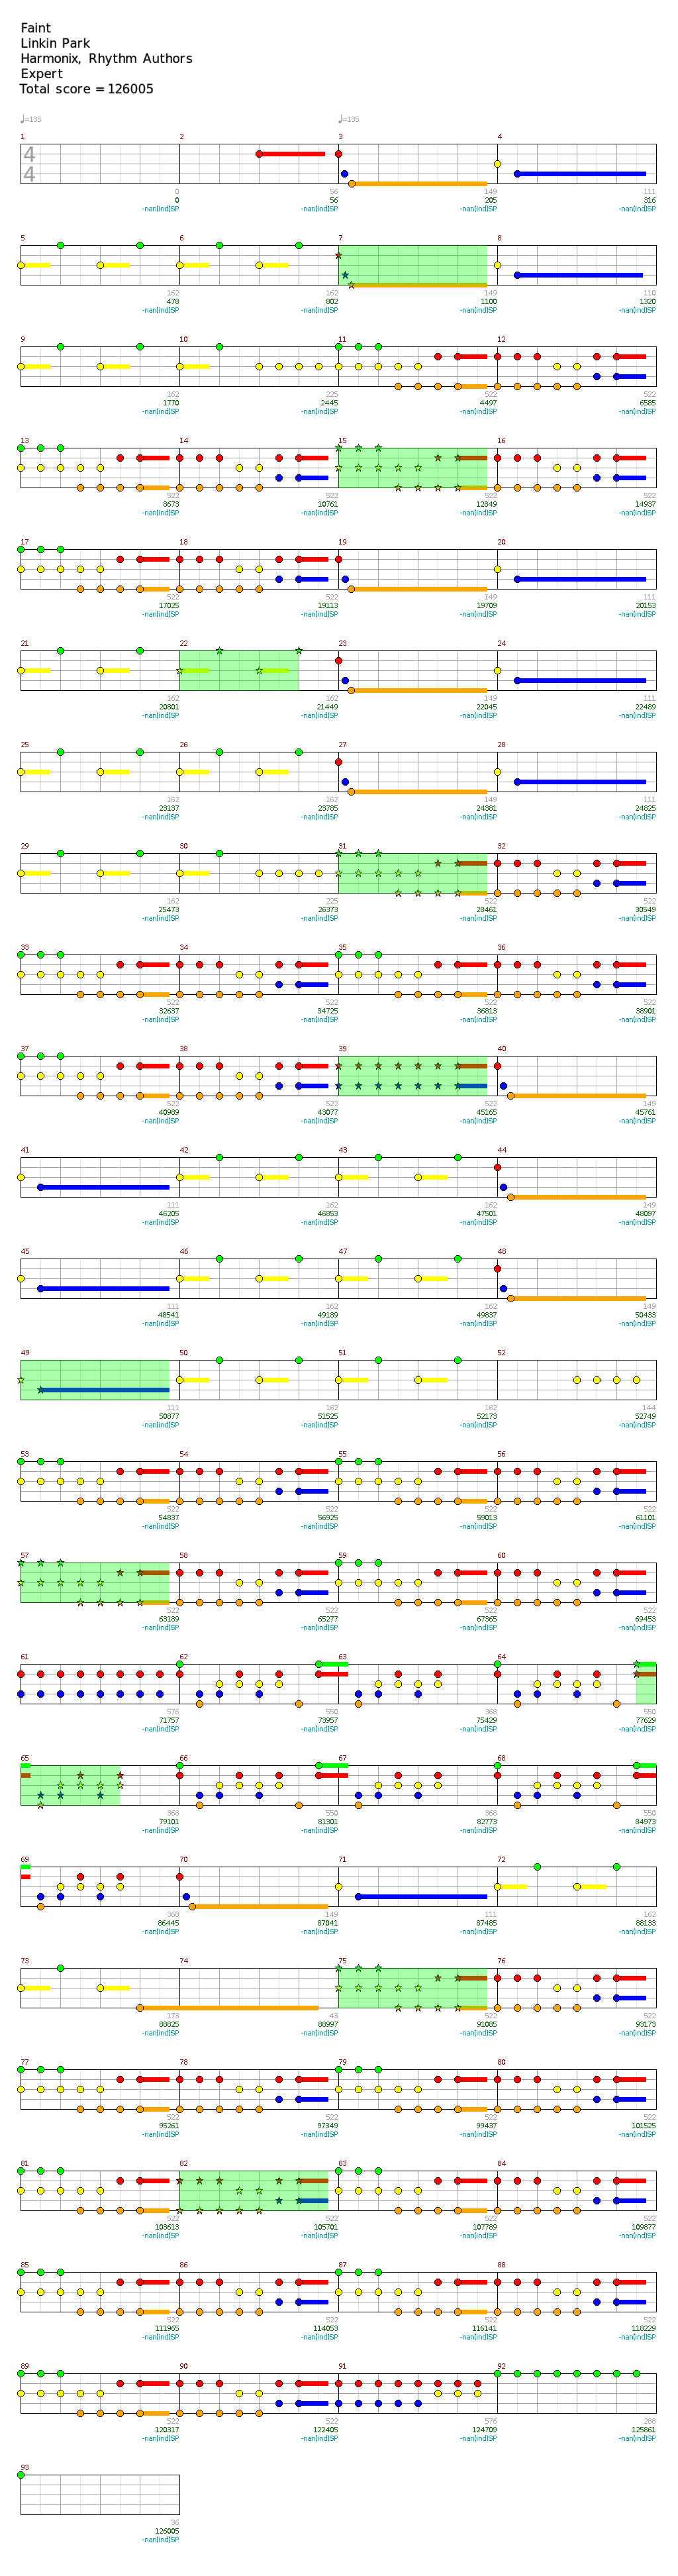 Faint
Linkin Park
Harmonix, Rhythm Authors
Expert
Total score = 126005
♩=135 ♩=135
1 2 3 4
4
4
0 56 149 111
0 56 205 316
-nan[ind]SP -nan[ind]SP -nan[ind]SP -nan[ind]SP
5 6 7 8
162 162 149 110
478 802 1100 1320
-nan[ind]SP -nan[ind]SP -nan[ind]SP -nan[ind]SP
9 10 11 12
162 225 522 522
1770 2445 4497 6585
-nan[ind]SP -nan[ind]SP -nan[ind]SP -nan[ind]SP
13 14 15 16
522 522 522 522
8673 10761 12849 14937
-nan[ind]SP -nan[ind]SP -nan[ind]SP -nan[ind]SP
17 18 19 20
522 522 149 111
17025 19113 19709 20153
-nan[ind]SP -nan[ind]SP -nan[ind]SP -nan[ind]SP
21 22 23 24
162 162 149 111
20801 21449 22045 22489
-nan[ind]SP -nan[ind]SP -nan[ind]SP -nan[ind]SP
25 26 27 28
162 162 149 111
23137 23785 24381 24825
-nan[ind]SP -nan[ind]SP -nan[ind]SP -nan[ind]SP
29 30 31 32
162 225 522 522
25473 26373 28461 30549
-nan[ind]SP -nan[ind]SP -nan[ind]SP -nan[ind]SP
33 34 35 36
522 522 522 522
32637 34725 36813 38901
-nan[ind]SP -nan[ind]SP -nan[ind]SP -nan[ind]SP
37 38 39 40
522 522 522 149
40989 43077 45165 45761
-nan[ind]SP -nan[ind]SP -nan[ind]SP -nan[ind]SP
41 42 43 44
111 162 162 149
46205 46853 47501 48097
-nan[ind]SP -nan[ind]SP -nan[ind]SP -nan[ind]SP
45 46 47 48
111 162 162 149
48541 49189 49837 50433
-nan[ind]SP -nan[ind]SP -nan[ind]SP -nan[ind]SP
49 50 51 52
111 162 162 144
50877 51525 52173 52749
-nan[ind]SP -nan[ind]SP -nan[ind]SP -nan[ind]SP
53 54 55 56
522 522 522 522
54837 56925 59013 61101
-nan[ind]SP -nan[ind]SP -nan[ind]SP -nan[ind]SP
57 58 59 60
522 522 522 522
63189 65277 67365 69453
-nan[ind]SP -nan[ind]SP -nan[ind]SP -nan[ind]SP
61 62 63 64
576 550 368 550
71757 73957 75429 77629
-nan[ind]SP -nan[ind]SP -nan[ind]SP -nan[ind]SP
65 66 67 68
368 550 368 550
79101 81301 82773 84973
-nan[ind]SP -nan[ind]SP -nan[ind]SP -nan[ind]SP
69 70 71 72
368 149 111 162
86445 87041 87485 88133
-nan[ind]SP -nan[ind]SP -nan[ind]SP -nan[ind]SP
73 74 75 76
173 43 522 522
88825 88997 91085 93173
-nan[ind]SP -nan[ind]SP -nan[ind]SP -nan[ind]SP
77 78 79 80
522 522 522 522
95261 97349 99437 101525
-nan[ind]SP -nan[ind]SP -nan[ind]SP -nan[ind]SP
81 82 83 84
522 522 522 522
103613 105701 107789 109877
-nan[ind]SP -nan[ind]SP -nan[ind]SP -nan[ind]SP
85 86 87 88
522 522 522 522
111965 114053 116141 118229
-nan[ind]SP -nan[ind]SP -nan[ind]SP -nan[ind]SP
89 90 91 92
522 522 576 288
120317 122405 124709 125861
-nan[ind]SP -nan[ind]SP -nan[ind]SP -nan[ind]SP
93
36
126005
-nan[ind]SP